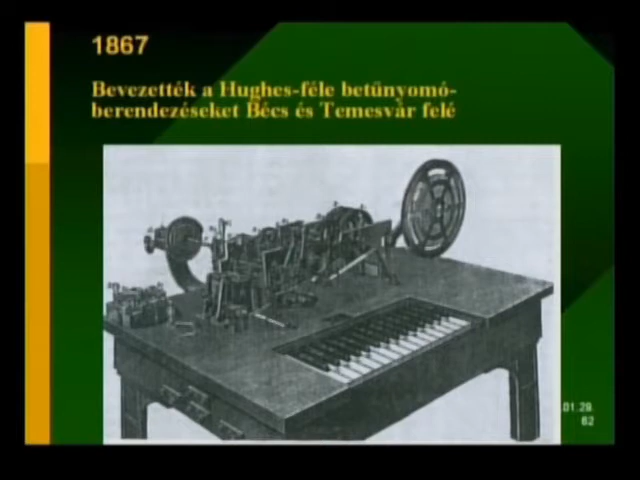 1867
Bevezették a Hughes-féle betűnyomó-
berendezéseket Bécs és Temesvár felé
.01.29.
62